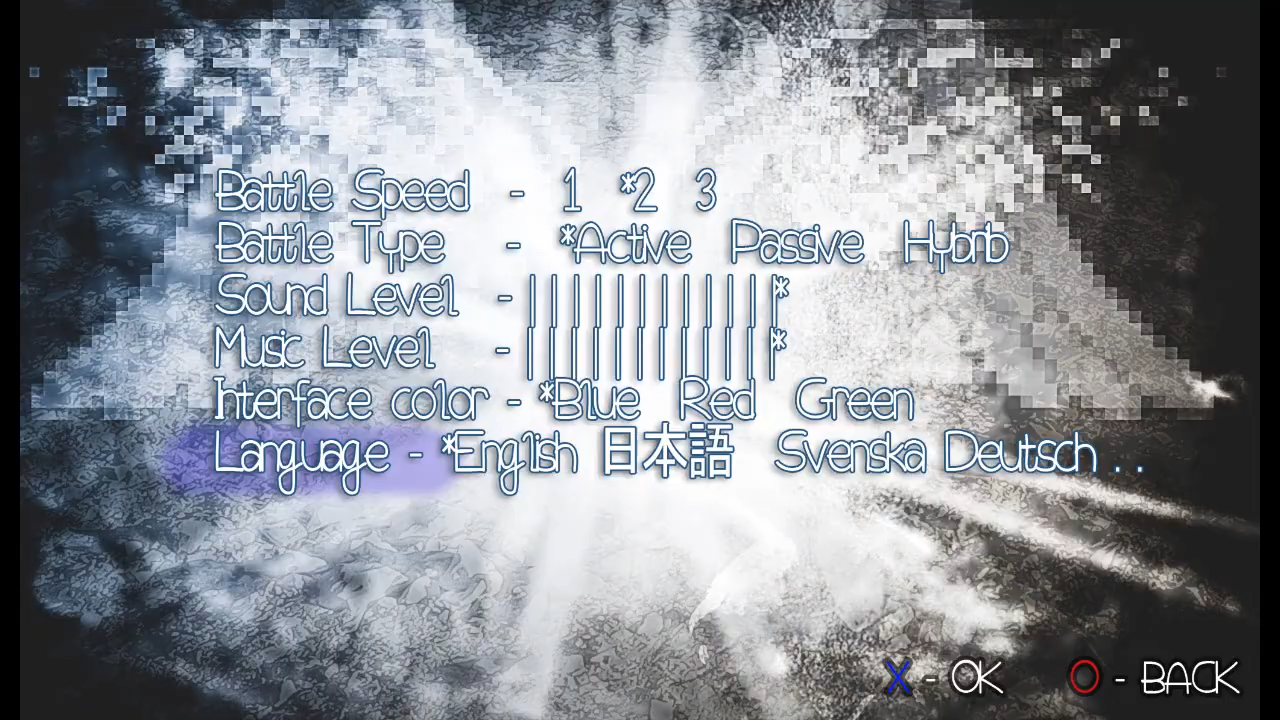 Battle Speed - 1 *2 3
Battle Type - *Active Passive Hybrib
Sound Level - ||||||||||||*
Music Level - ||||||||||||*
Interface color - *Blue Red Green
Language - *English 日本語 Svenska Deutsch . .
X - OK O - BACK